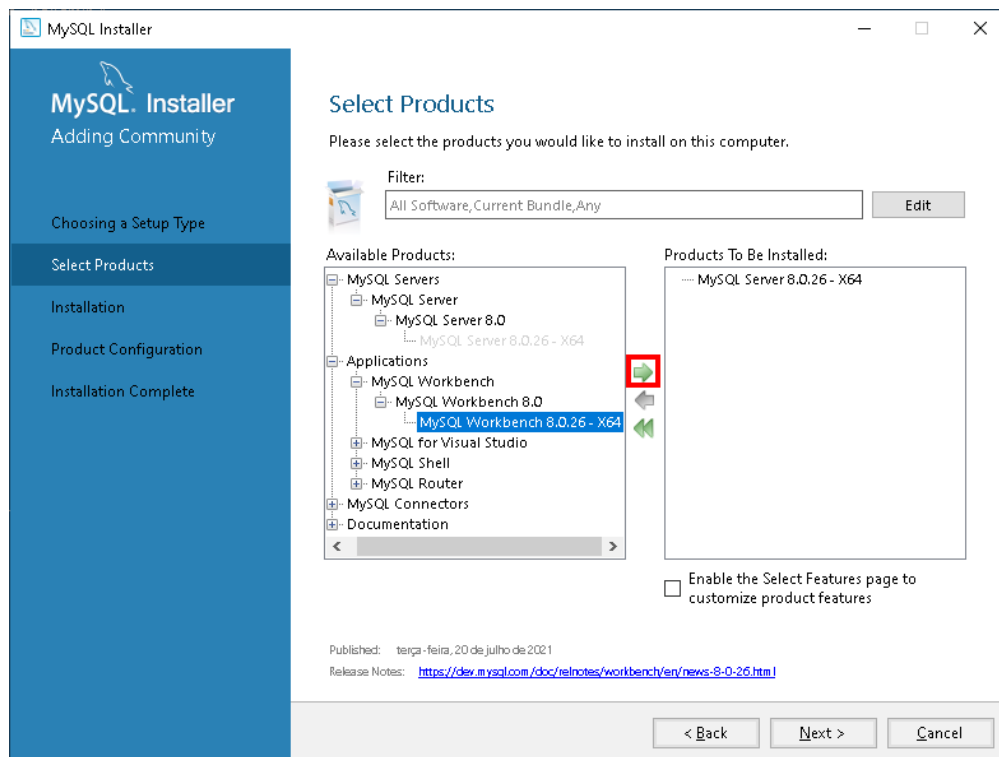 MySQL Installer
MySQL. Installer
Adding Community
Choosing a Setup Type
Select Products
Installation
Product Configuration
Installation Complete
Select Products
Please select the products you would like to install on this computer.
Filter:
All Software,Current Bundle,Any
Edit
Available Products:
MySQL Servers
MySQL Server
MySQL Server 8.0
MySQL Server 8.0.26 - X64
Applications
MySQL Workbench
MySQL Workbench 8.0
MySQL Workbench 8.0.26 - X64
MySQL for Visual Studio
MySQL Shell
MySQL Router
MySQL Connectors
Documentation
Products To Be Installed:
MySQL Server 8.0.26 - X64
Enable the Select Features page to
customize product features
Published: terça-feira, 20 de julho de 2021
Release Notes: https://dev.mysql.com/doc/relnotes/workbench/en/news-8-0-26.html
< Back
Next >
Cancel